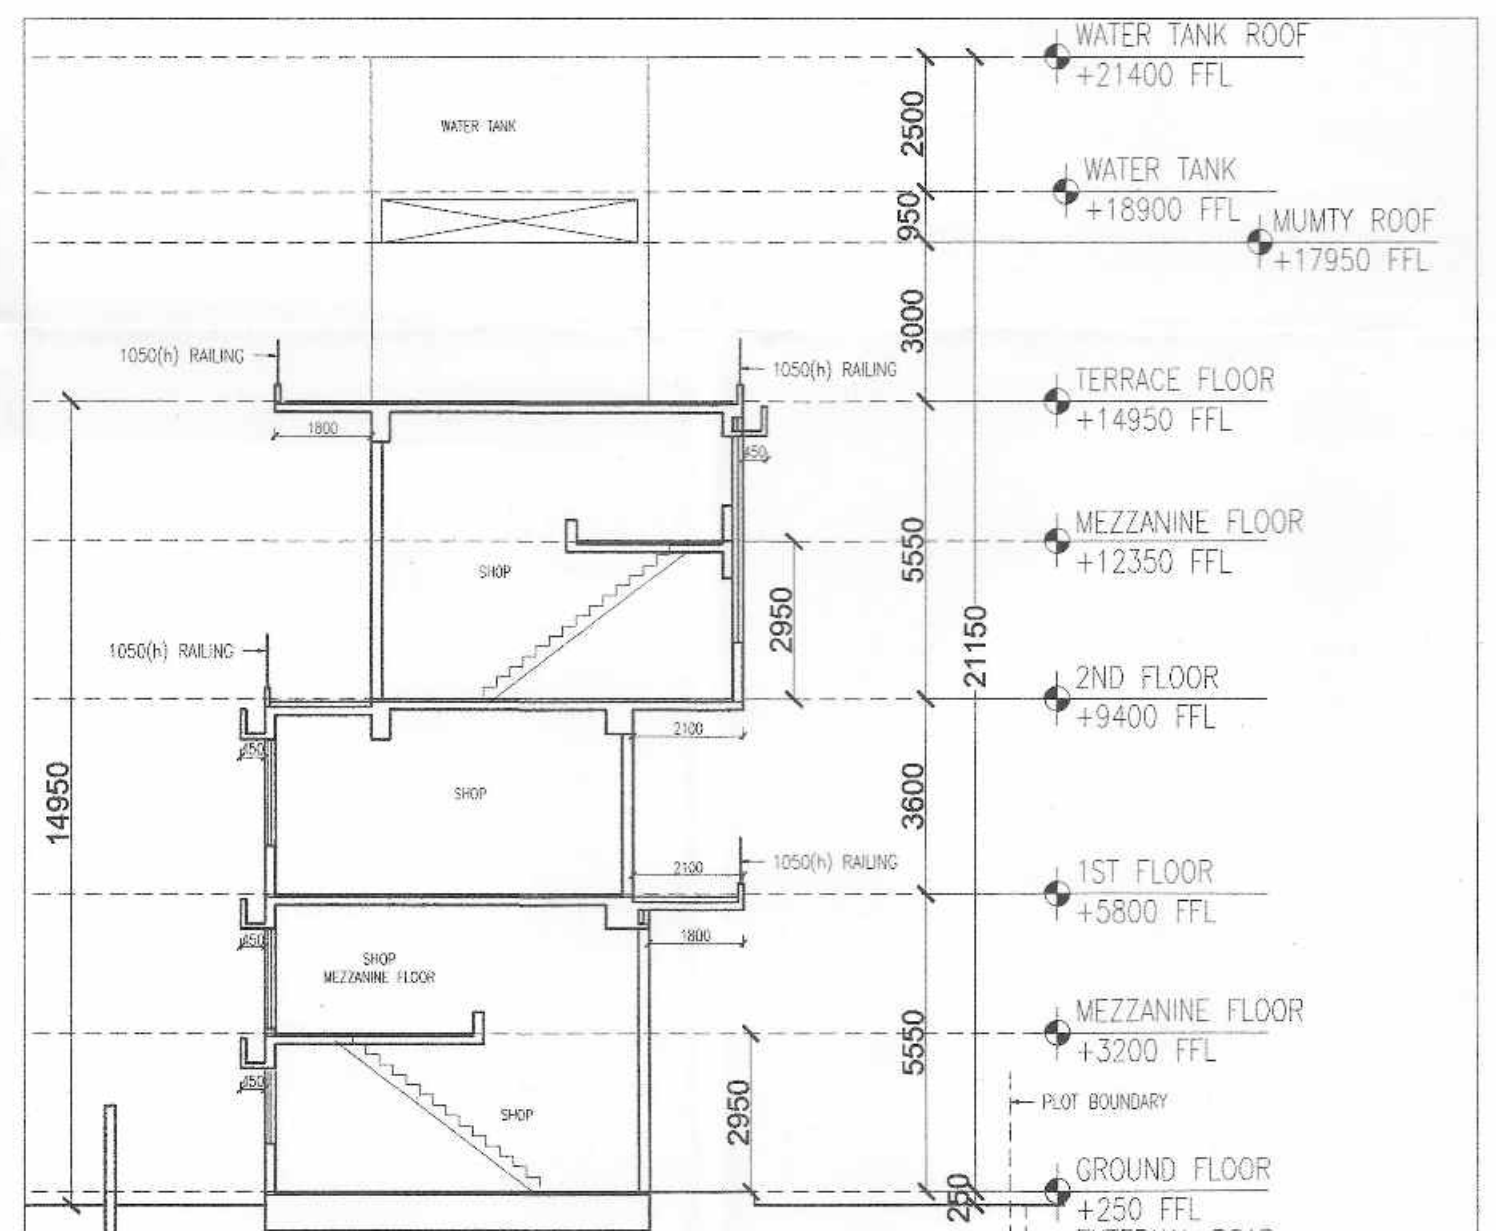 WATER TANK ROOF
+21400 FFL
WATER TANK
2500
WATER TANK
+18900 FFL
950
MUMTY ROOF
+17950 FFL
3000
1050(h) RAILING
1050(h) RAILING
TERRACE FLOOR
+14950 FFL
1800
450
MEZZANINE FLOOR
+12350 FFL
5550
SHOP
2950
21150
1050(h) RAILING
2ND FLOOR
+9400 FFL
2100
450
14950
SHOP
3600
1050(h) RAILING
2100
1ST FLOOR
+5800 FFL
450
1800
SHOP
MEZZANINE FLOOR
MEZZANINE FLOOR
+3200 FFL
5550
450
2950
SHOP
PLOT BOUNDARY
GROUND FLOOR
+250 FFL
250